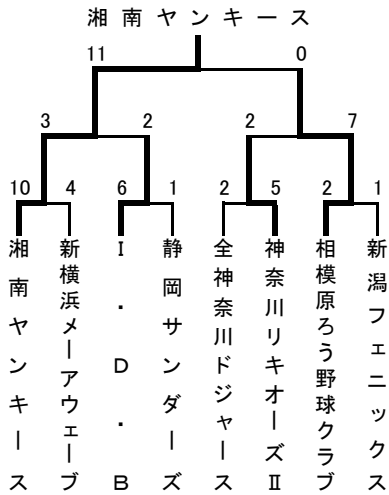 湘南ヤンキース
11 0
3 2 2 7
10 4 6 1 2 5 2 1
湘南ヤンキース
新横浜メーアウェーブ
I・D・B
静岡サンダーズ
全神奈川ドジャース
神奈川リキオーズⅡ
相模原ろう野球クラブ
新潟フェニックス